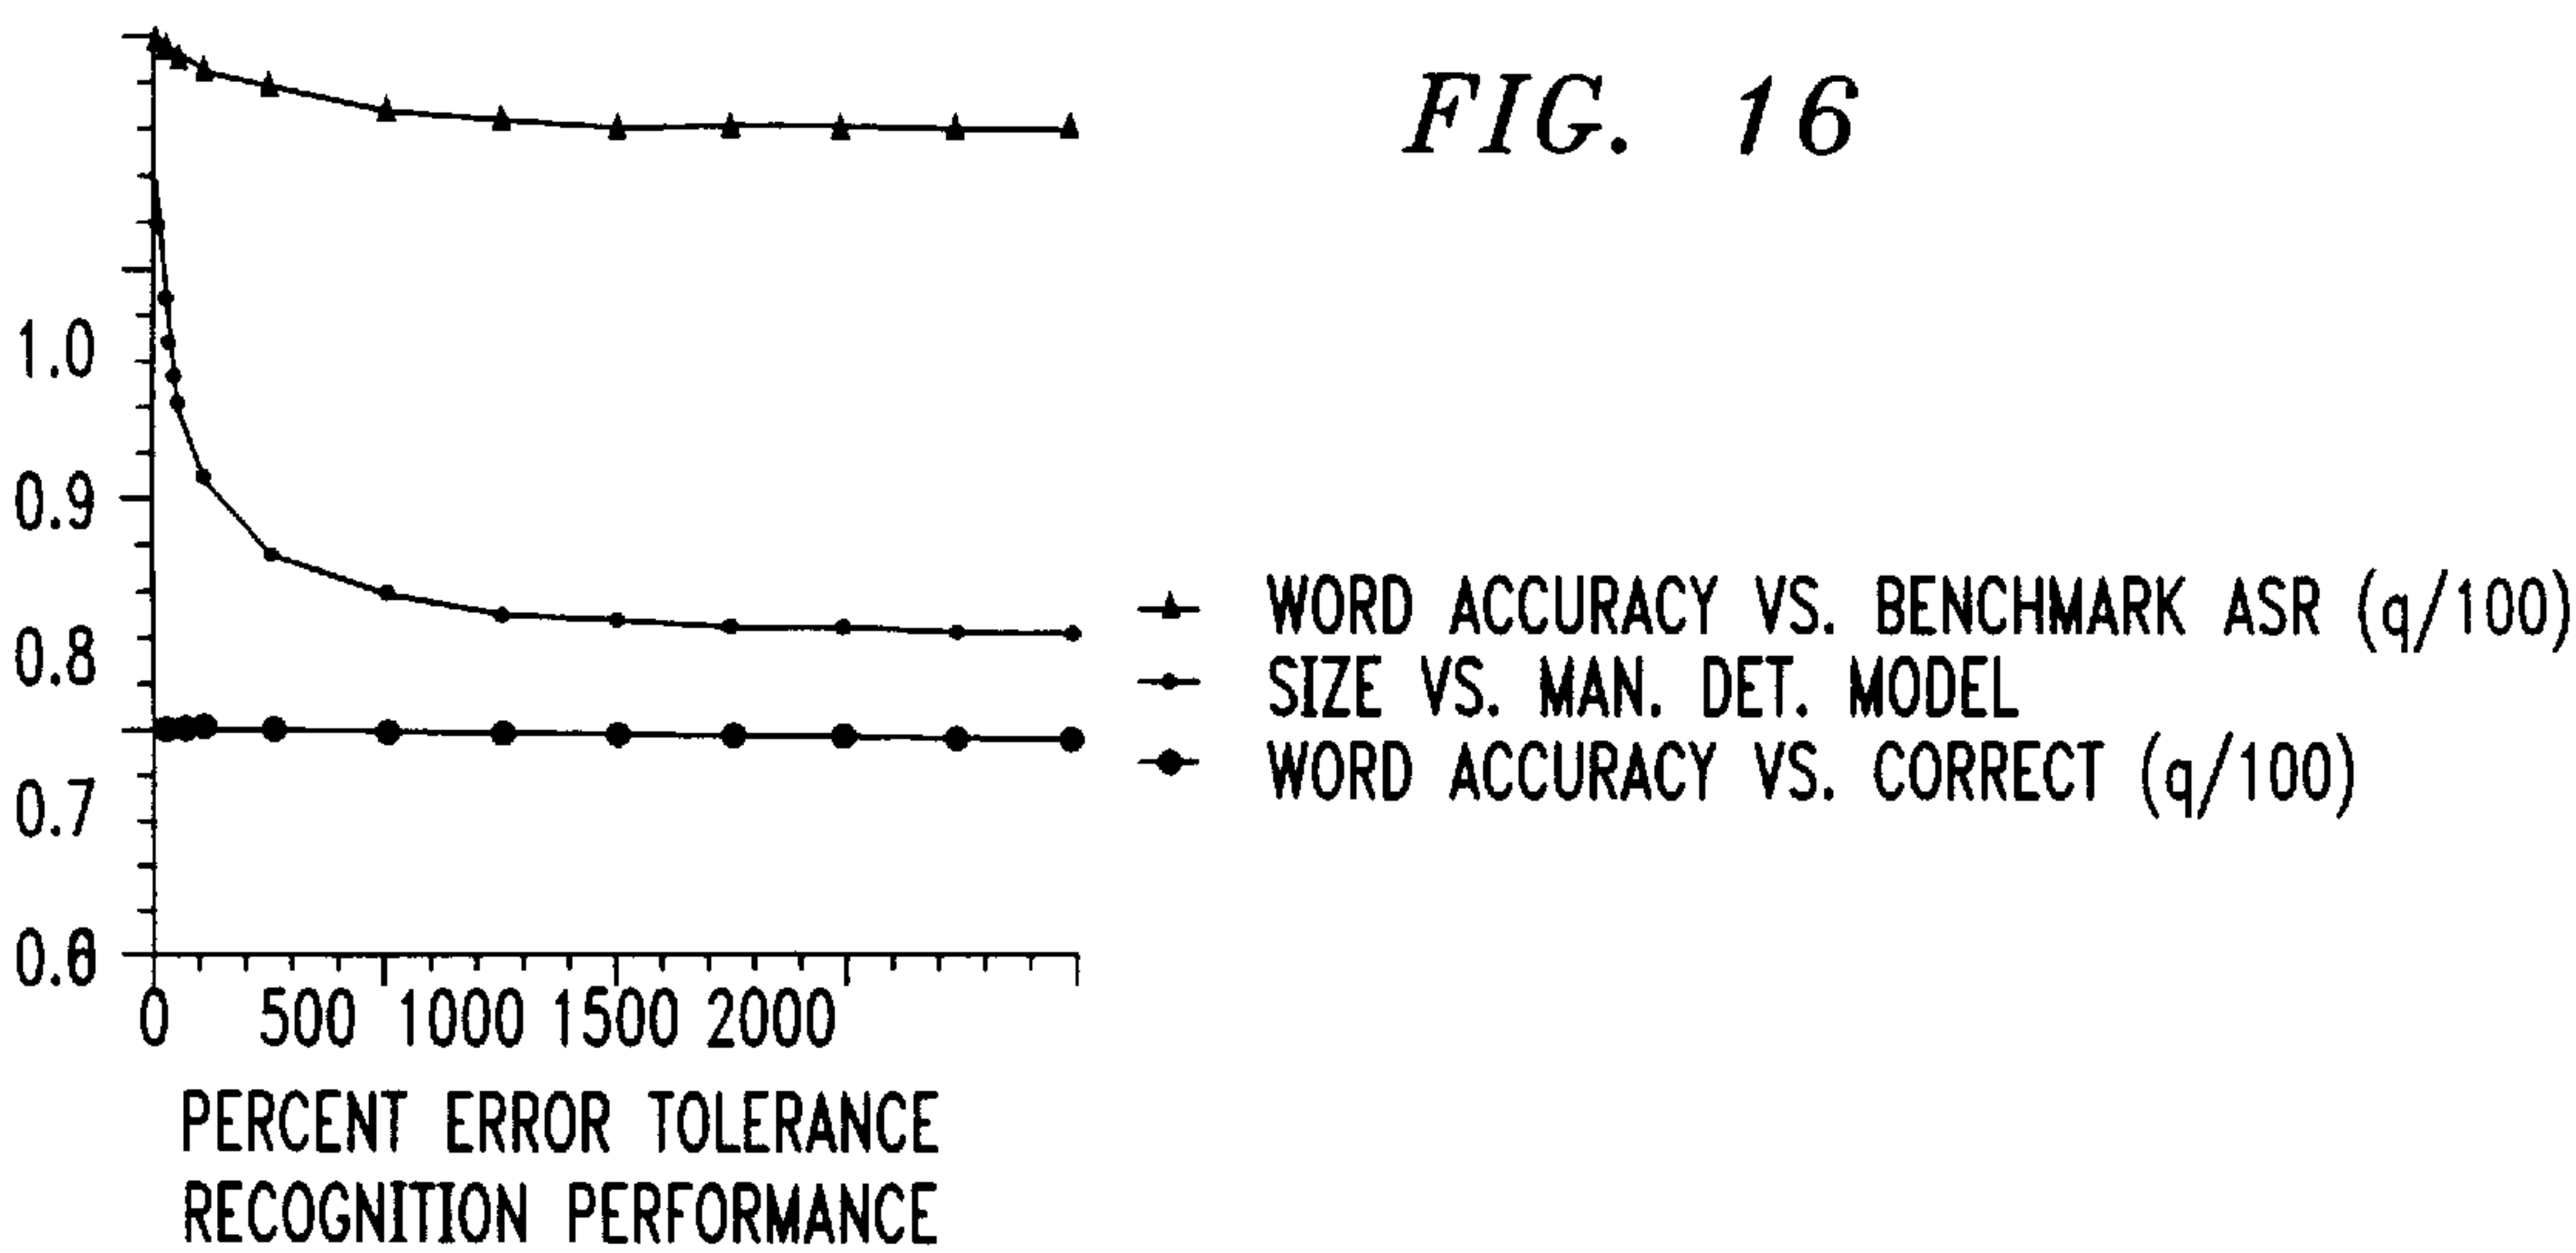 FIG. 16
1.0
0.9
0.8
0.7
0.6
0 500 1000 1500 2000
PERCENT ERROR TOLERANCE
RECOGNITION PERFORMANCE
WORD ACCURACY VS. BENCHMARK ASR (q/100)
SIZE VS. MAN. DET. MODEL
WORD ACCURACY VS. CORRECT (q/100)